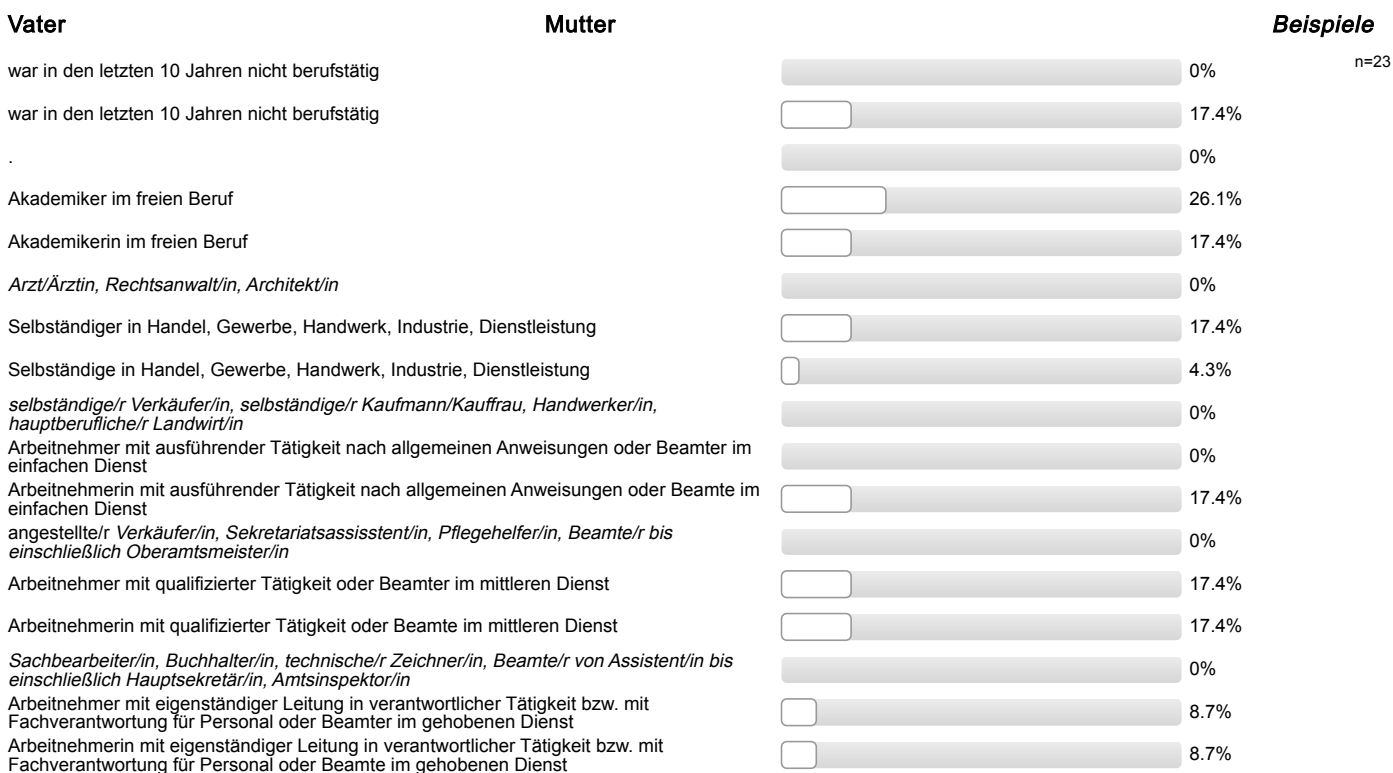 Vater Mutter Beispiele
war in den letzten 10 Jahren nicht berufstätig 0% n=23
war in den letzten 10 Jahren nicht berufstätig 17.4%
. 0%
Akademiker im freien Beruf 26.1%
Akademikerin im freien Beruf 17.4%
Arzt/Ärztin, Rechtsanwalt/in, Architekt/in 0%
Selbständiger in Handel, Gewerbe, Handwerk, Industrie, Dienstleistung 17.4%
Selbständige in Handel, Gewerbe, Handwerk, Industrie, Dienstleistung 4.3%
selbständige/r Verkäufer/in, selbständige/r Kaufmann/Kauffrau, Handwerker/in,
hauptberufliche/r Landwirt/in 0%
Arbeitnehmer mit ausführender Tätigkeit nach allgemeinen Anweisungen oder Beamter im
einfachen Dienst 0%
Arbeitnehmerin mit ausführender Tätigkeit nach allgemeinen Anweisungen oder Beamte im
einfachen Dienst 17.4%
angestellte/r Verkäufer/in, Sekretariatsassisstent/in, Pflegehelfer/in, Beamte/r bis
einschließlich Oberamtsmeister/in 0%
Arbeitnehmer mit qualifizierter Tätigkeit oder Beamter im mittleren Dienst 17.4%
Arbeitnehmerin mit qualifizierter Tätigkeit oder Beamte im mittleren Dienst 17.4%
Sachbearbeiter/in, Buchhalter/in, technische/r Zeichner/in, Beamte/r von Assistent/in bis
einschließlich Hauptsekretär/in, Amtsinspektor/in 0%
Arbeitnehmer mit eigenständiger Leitung in verantwortlicher Tätigkeit bzw. mit
Fachverantwortung für Personal oder Beamter im gehobenen Dienst 8.7%
Arbeitnehmerin mit eigenständiger Leitung in verantwortlicher Tätigkeit bzw. mit
Fachverantwortung für Personal oder Beamte im gehobenen Dienst 8.7%